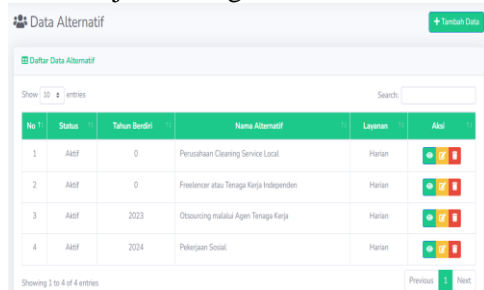 Data Alternatif
+ Tambah Data
Daftar Data Alternatif
Show 10 entries
Search:
No Status Tahun Berdiri Nama Alternatif Layanan Aksi
1 Aktif 0 Perusahaan Cleaning Service Local Harian
2 Aktif 0 Freelencer atau Tenaga Kerja Independen Harian
3 Aktif 2023 Otsourcing malalui Agen Tenaga Kerja Harian
4 Aktif 2024 Pekerjaan Sosial Harian
Showing 1 to 4 of 4 entries
Previous 1 Next